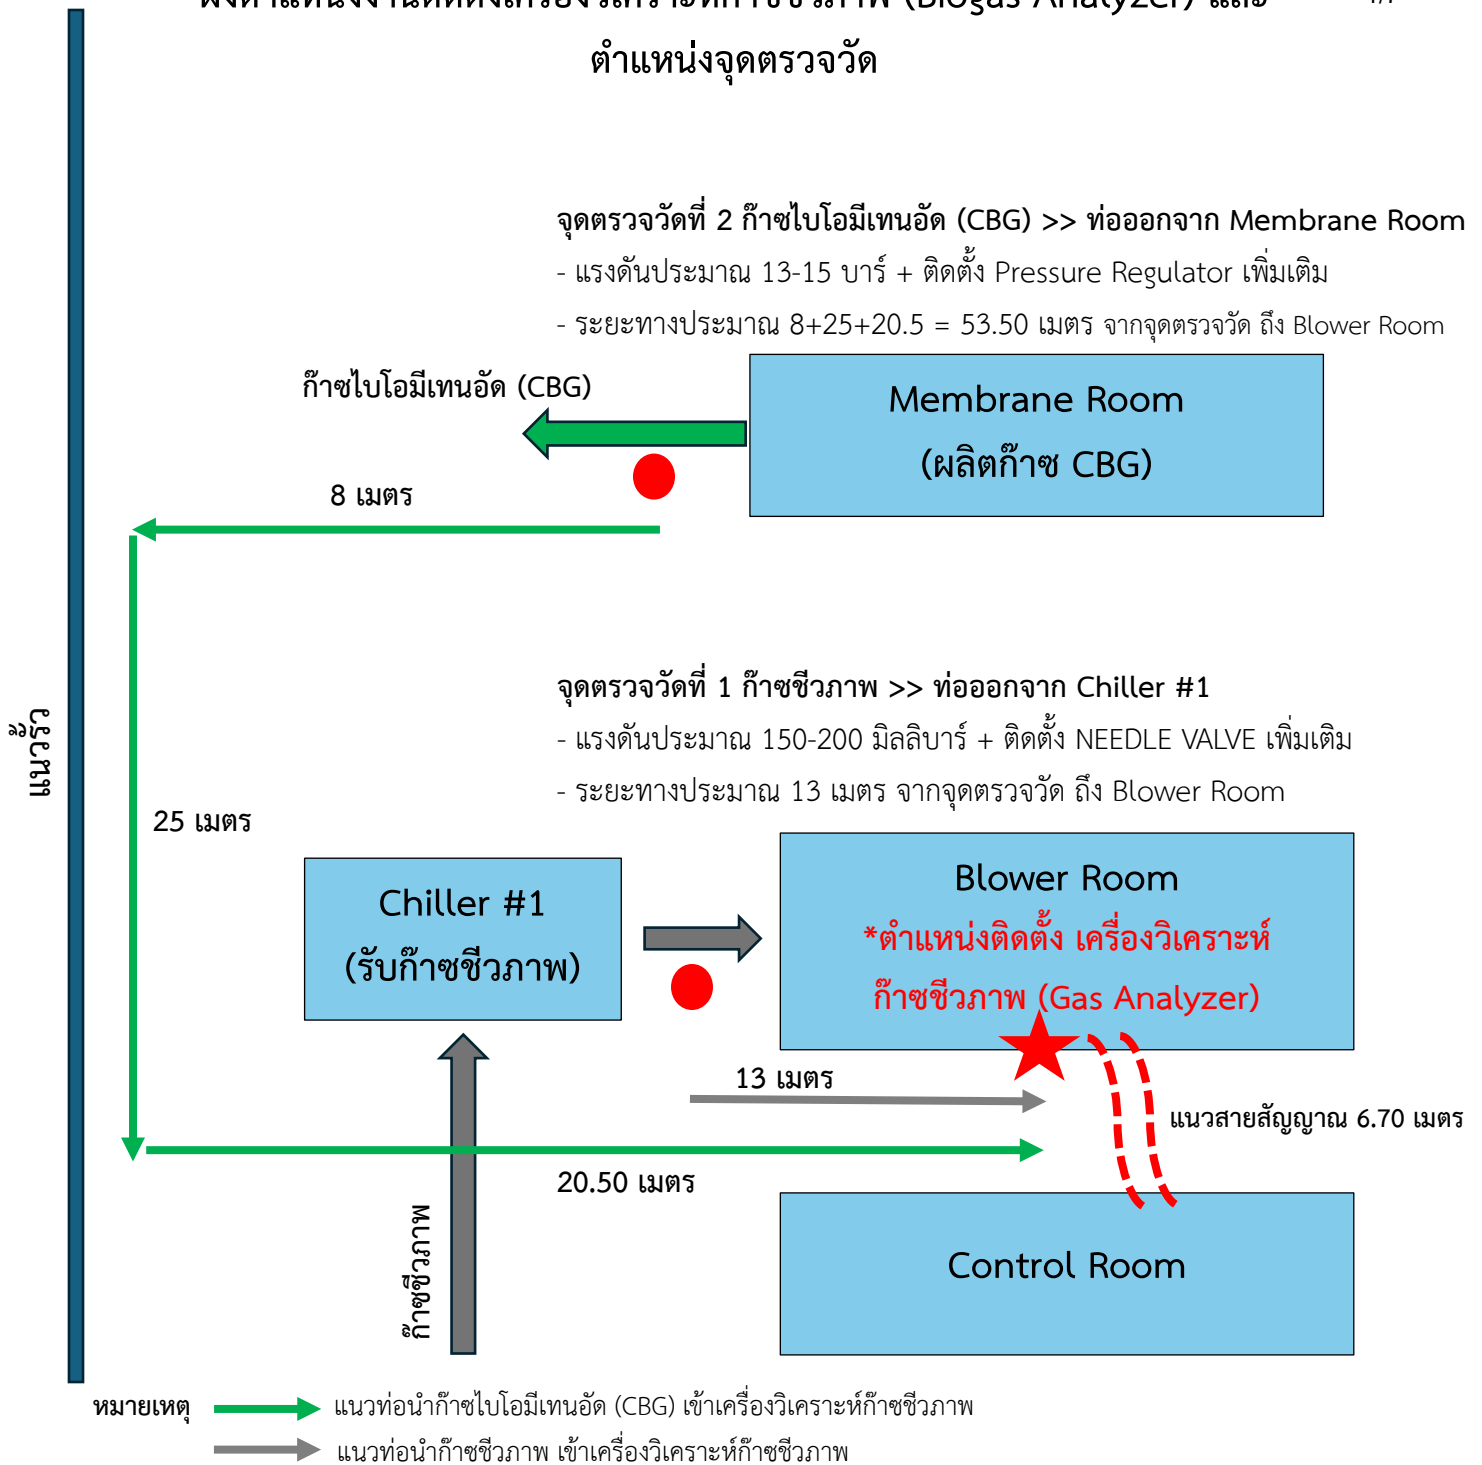 ตำแหน่งจุดตรวจวัด
จุดตรวจวัดที่ 2 ก๊าซไบโอมีเทนอัด (CBG) >> ท่อออกจาก Membrane Room
- แรงดันประมาณ 13-15 บาร์ + ติดตั้ง Pressure Regulator เพิ่มเติม
- ระยะทางประมาณ 8+25+20.5 = 53.50 เมตร จากจุดตรวจวัด ถึง Blower Room
ก๊าซไบโอมีเทนอัด (CBG)
Membrane Room
(ผลิตก๊าซ CBG)
8 เมตร
จุดตรวจวัดที่ 1 ก๊าซชีวภาพ >> ท่อออกจาก Chiller #1
- แรงดันประมาณ 150-200 มิลลิบาร์ + ติดตั้ง NEEDLE VALVE เพิ่มเติม
- ระยะทางประมาณ 13 เมตร จากจุดตรวจวัด ถึง Blower Room
แนวรั้ว
25 เมตร
Chiller #1
(รับก๊าซชีวภาพ)
Blower Room
*ตำแหน่งติดตั้ง เครื่องวิเคราะห์
ก๊าซชีวภาพ (Gas Analyzer)
13 เมตร
แนวสายสัญญาณ 6.70 เมตร
20.50 เมตร
ก๊าซชีวภาพ
Control Room
หมายเหตุ
แนวท่อนำก๊าซไบโอมีเทนอัด (CBG) เข้าเครื่องวิเคราะห์ก๊าซชีวภาพ
แนวท่อนำก๊าซชีวภาพ เข้าเครื่องวิเคราะห์ก๊าซชีวภาพ